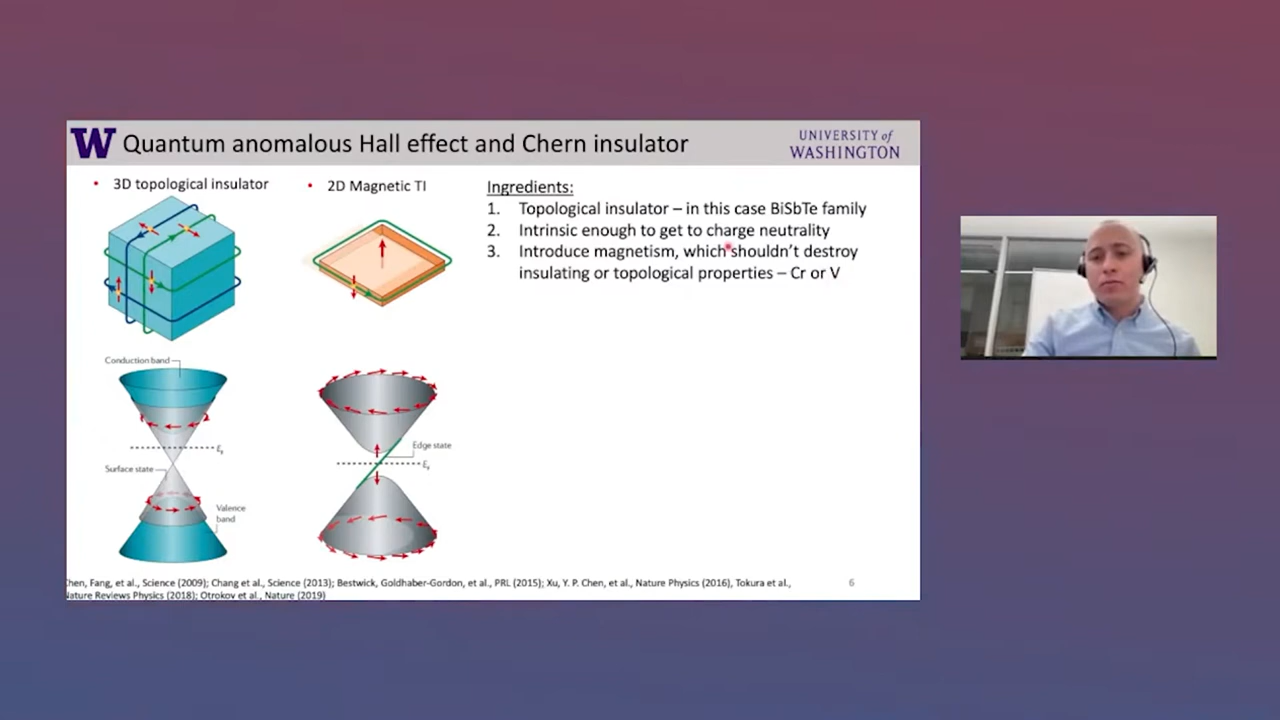 W Quantum anomalous Hall effect and Chern insulator
UNIVERSITY of
WASHINGTON
• 3D topological insulator
• 2D Magnetic TI
Ingredients:
1. Topological insulator – in this case BiSbTe family
2. Intrinsic enough to get to charge neutrality
3. Introduce magnetism, which shouldn't destroy
insulating or topological properties – Cr or V
Conduction band
E
Surface state
Valence
band
Edge state
E
hen, Fang, et., Science (2009); Chang et al., Science (2013); Bestwick, Goldhaber-Gordon, et al., PRL (2015); Xu, Y. P. Chen, et al., Nature Physics (2016), Tokura et al.,
ature Reviews Physics (2018); Otrokov et al., Nature (2019)
6